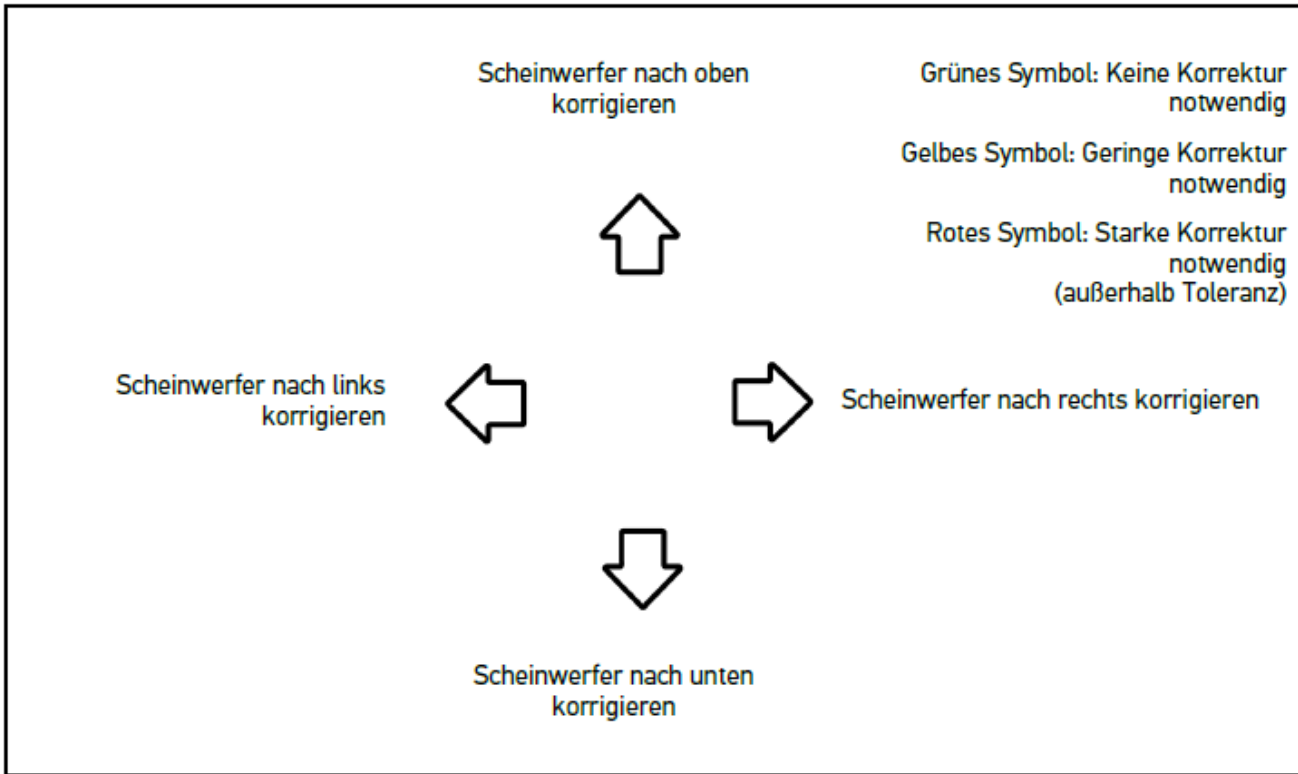 Scheinwerfer nach oben
korrigieren
Grünes Symbol: Keine Korrektur
notwendig
Gelbes Symbol: Geringe Korrektur
notwendig
Rotes Symbol: Starke Korrektur
notwendig
(außerhalb Toleranz)
Scheinwerfer nach links
korrigieren
Scheinwerfer nach rechts korrigieren
Scheinwerfer nach unten
korrigieren